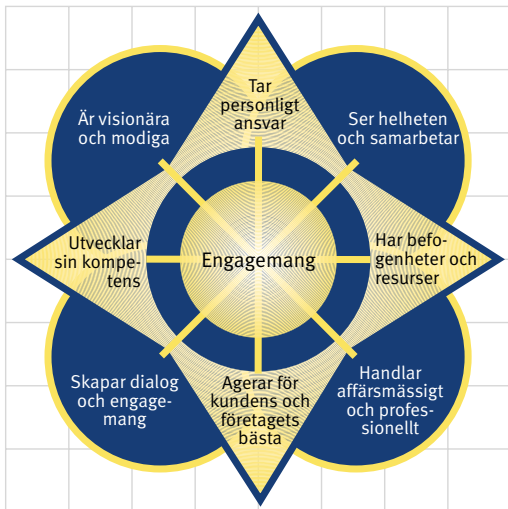 Tar
personligt
ansvar
Är visionära
och modiga
Ser helheten
och samarbetar
Utvecklar
sin kompe-
tens
Engagemang
Har befo-
genheter och
resurser
Skapar dialog
och engage-
mang
Agerar för
kundens och
företagets
bästa
Handlar
affärsmässigt
och profes-
sionellt